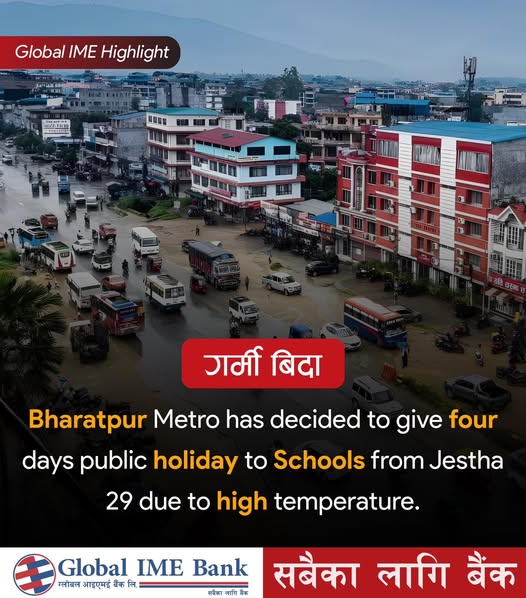 Global IME Highlight
गर्मी बिदा
Bharatpur Metro has decided to give four
days public holiday to Schools from Jestha
29 due to high temperature.
Global IME Bank
ग्लोबल आइएमई बैंक लि.
सबैका लागि बैंक
सबैका लागि बैंक